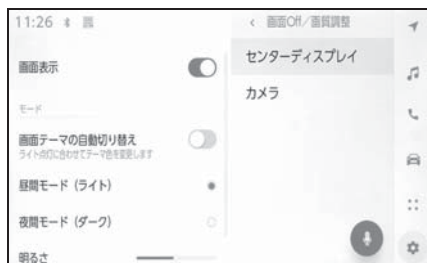 11:26
< 画面Off/画質調整
画面表示
センターディスプレイ
カメラ
モード
画面テーマの自動切り替え
ライト点灯に合わせてテーマ色を変更します
昼間モード (ライト)
夜間モード (ダーク)
明るさ